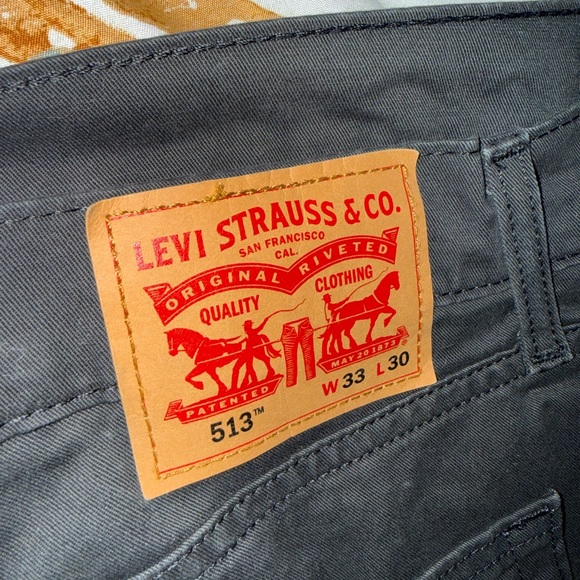 LEVI STRAUSS & CO.
SAN FRANCISCO
CAL.
ORIGINAL RIVETED
QUALITY CLOTHING
PATENTED MAY 20 1873
513™ W 33 L 30